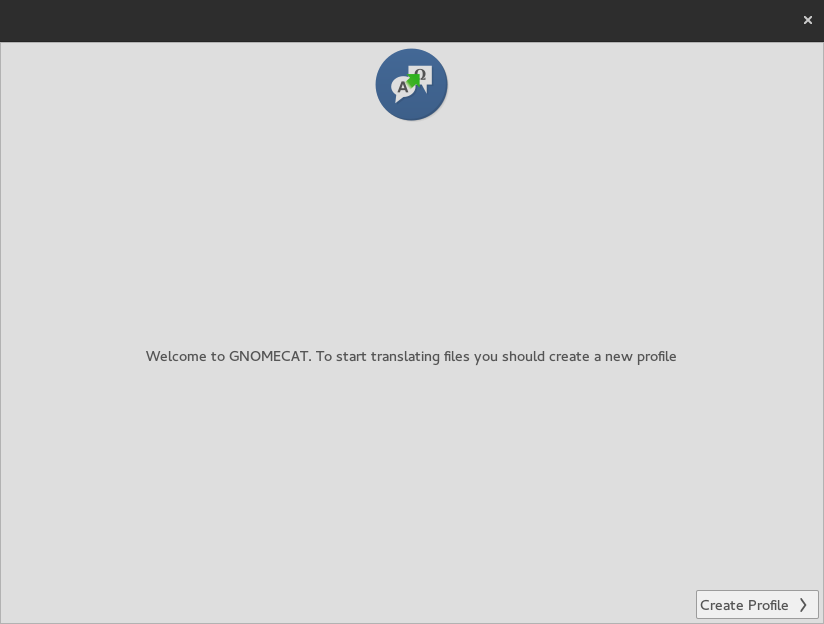 A Ω
Welcome to GNOMECAT. To start translating files you should create a new profile
Create Profile